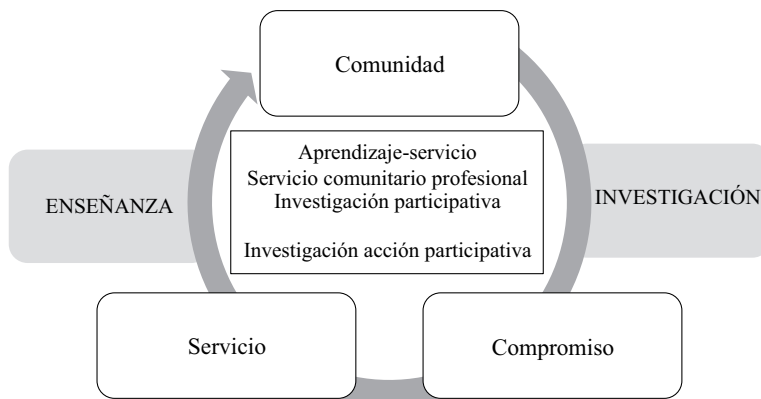 Comunidad
Aprendizaje-servicio
Servicio comunitario profesional
Investigación participativa
Investigación acción participativa
ENSEÑANZA
INVESTIGACIÓN
Servicio
Compromiso